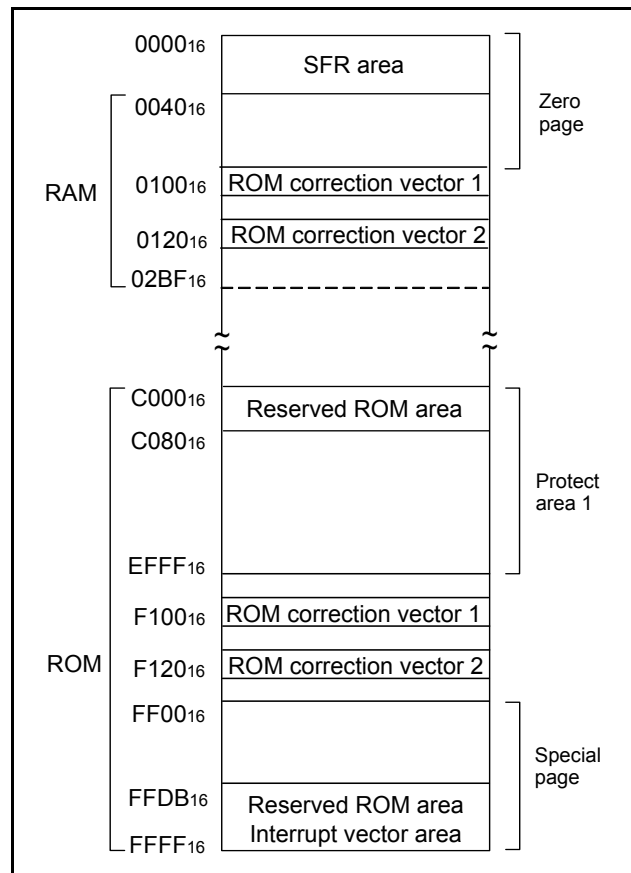 0000₁₆
SFR area
0040₁₆
Zero
page
RAM
0100₁₆ ROM correction vector 1
0120₁₆ ROM correction vector 2
02BF₁₆
C000₁₆
Reserved ROM area
C080₁₆
Protect
area 1
EFFF₁₆
F100₁₆ ROM correction vector 1
ROM
F120₁₆ ROM correction vector 2
FF00₁₆
Special
page
FFDB₁₆
Reserved ROM area
Interrupt vector area
FFFF₁₆